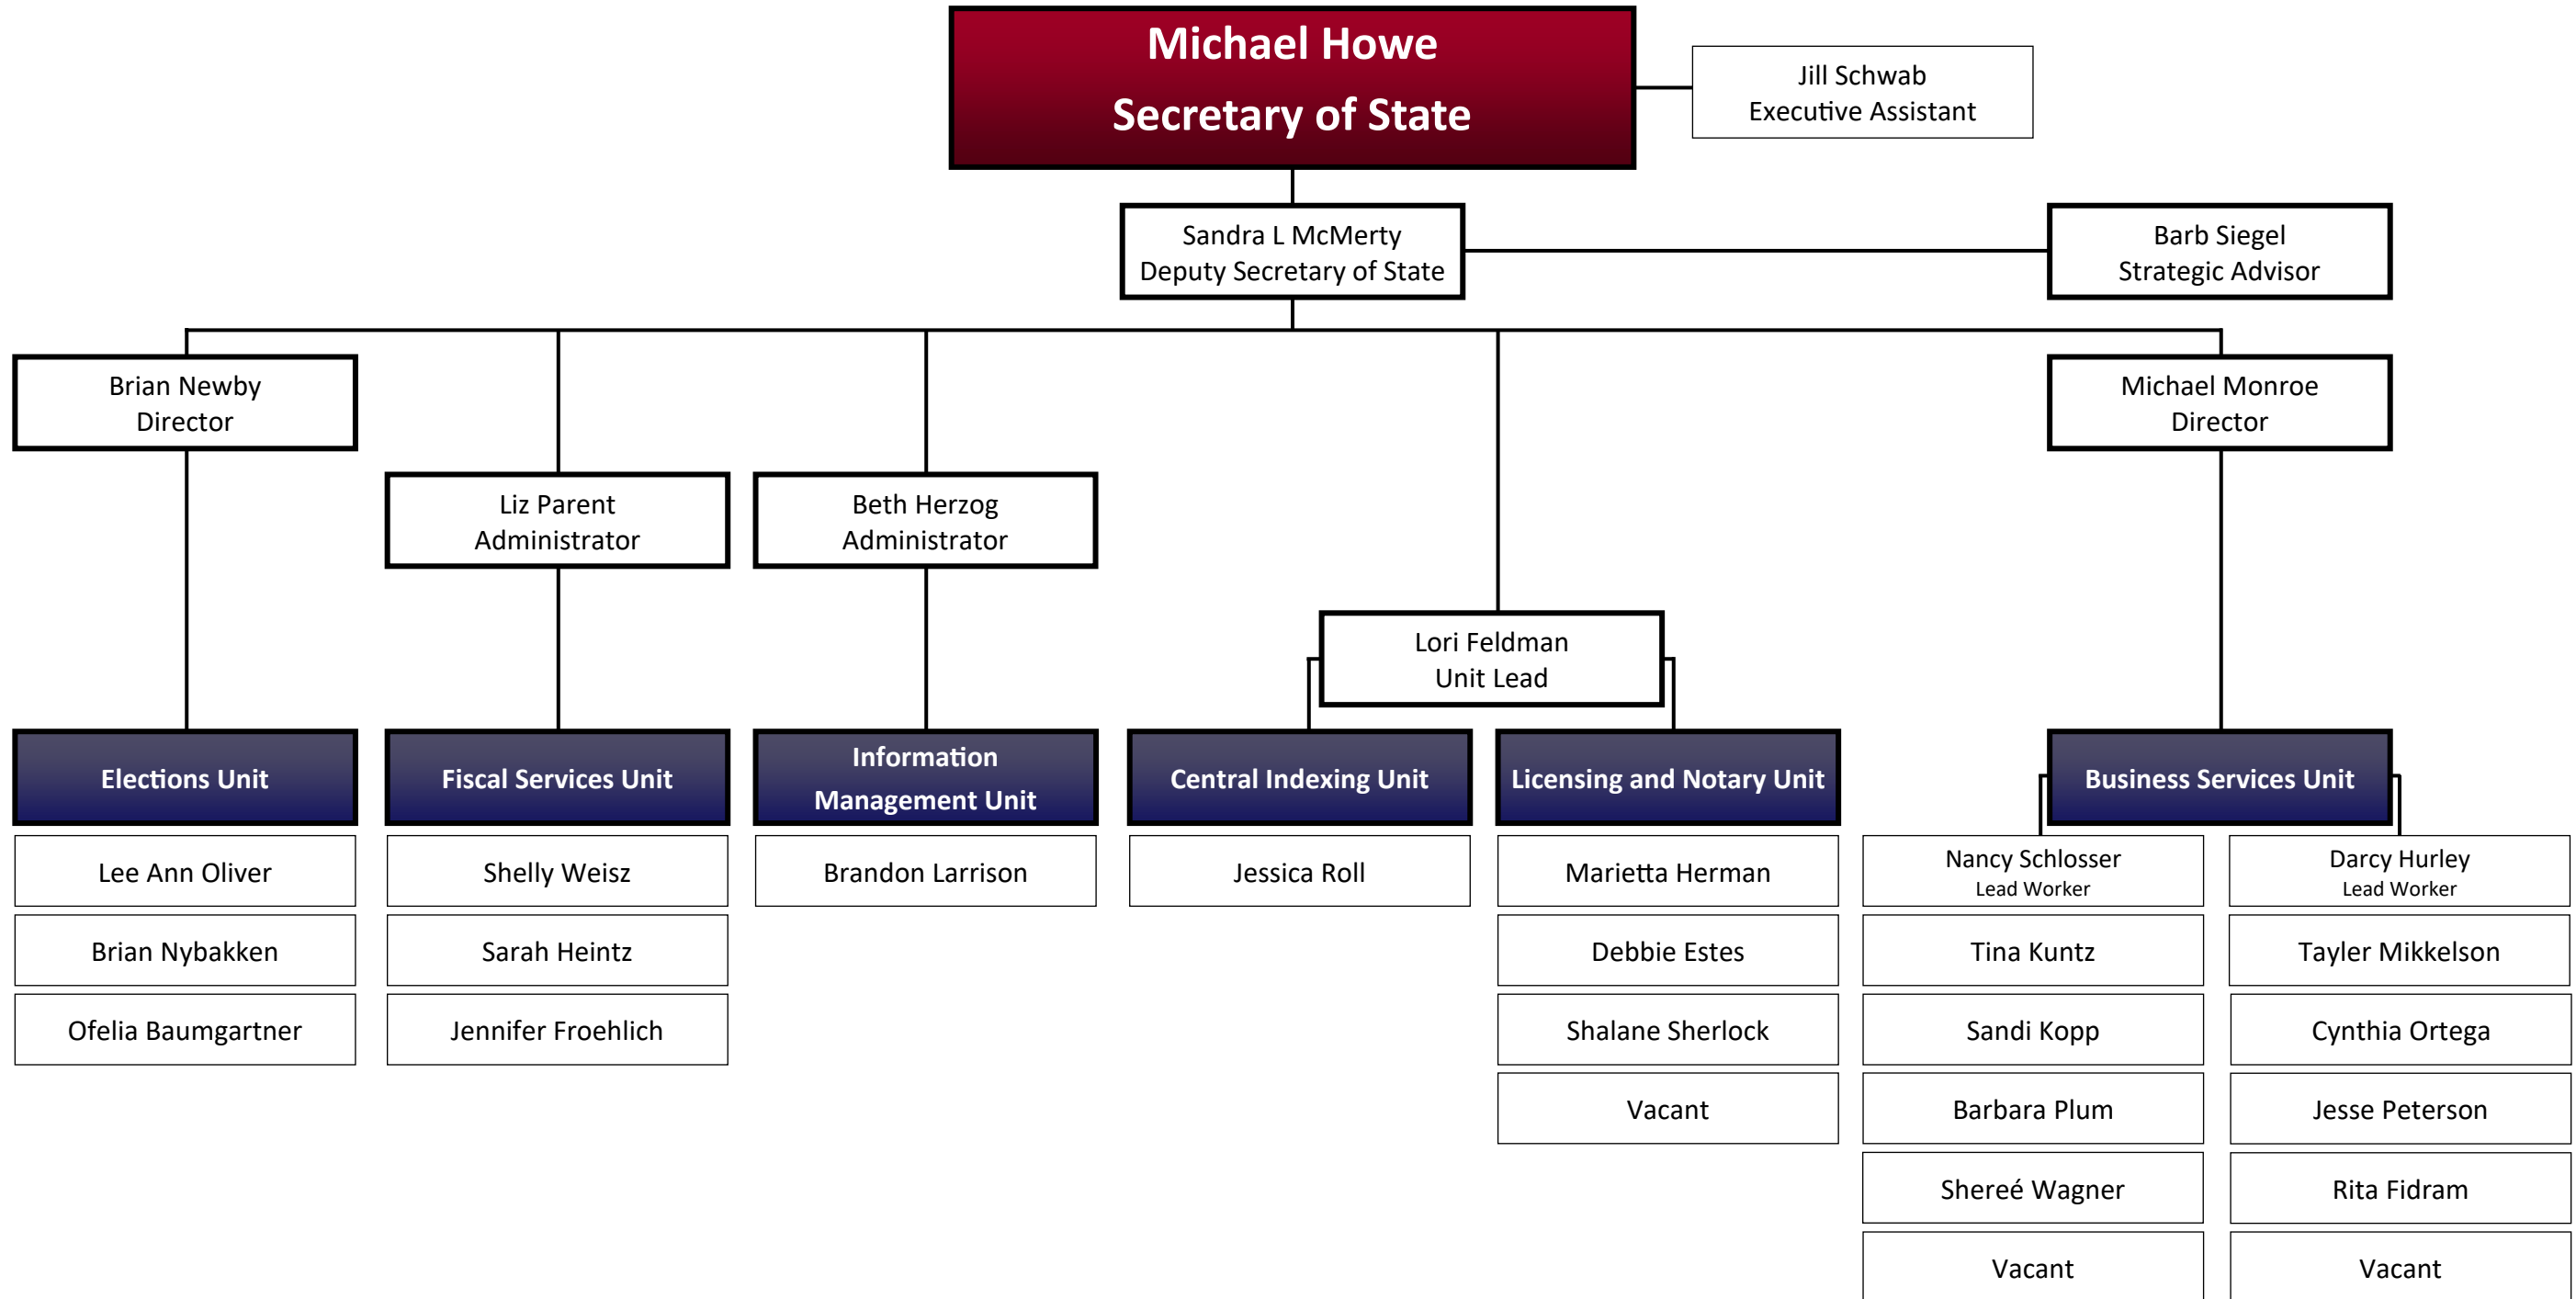 Michael Howe
Secretary of State
Jill Schwab
Executive Assistant
Sandra L McMerty
Deputy Secretary of State
Barb Siegel
Strategic Advisor
Brian Newby
Director
Michael Monroe
Director
Liz Parent
Administrator
Beth Herzog
Administrator
Lori Feldman
Unit Lead
Elections Unit
Lee Ann Oliver
Brian Nybakken
Ofelia Baumgartner
Fiscal Services Unit
Shelly Weisz
Sarah Heintz
Jennifer Froehlich
Information
Management Unit
Brandon Larrison
Central Indexing Unit
Jessica Roll
Licensing and Notary Unit
Marietta Herman
Debbie Estes
Shalane Sherlock
Vacant
Business Services Unit
Nancy Schlosser
Lead Worker
Tina Kuntz
Sandi Kopp
Barbara Plum
Shereé Wagner
Vacant
Darcy Hurley
Lead Worker
Tayler Mikkelson
Cynthia Ortega
Jesse Peterson
Rita Fidram
Vacant